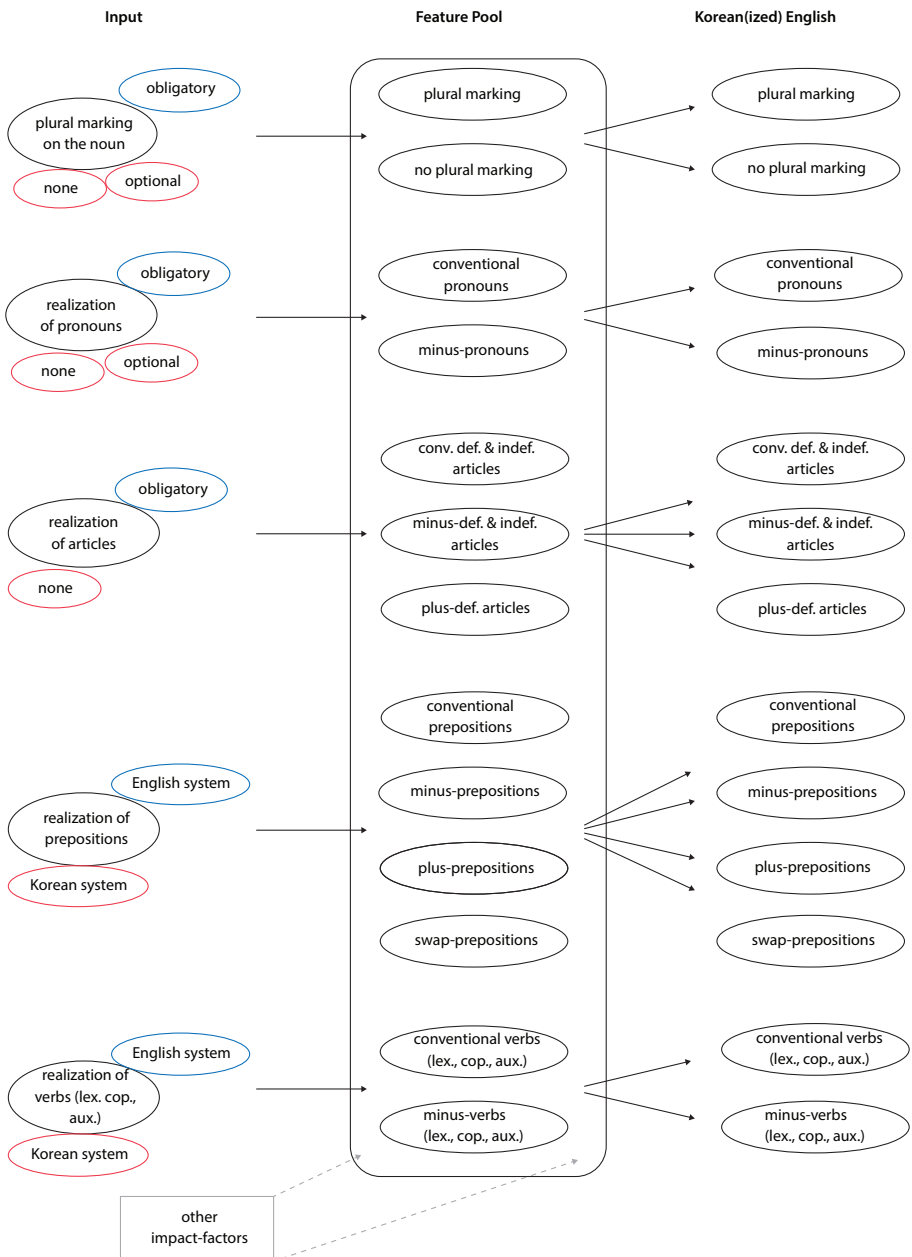 Input
Feature Pool
Korean(ized) English
obligatory
plural marking
on the noun
none
optional
plural marking
no plural marking
plural marking
no plural marking
obligatory
realization
of pronouns
none
optional
conventional
pronouns
minus-pronouns
conventional
pronouns
minus-pronouns
obligatory
realization
of articles
none
conv. def. & indef.
articles
minus-def. & indef.
articles
plus-def. articles
conv. def. & indef.
articles
minus-def. & indef.
articles
plus-def. articles
English system
realization of
prepositions
Korean system
conventional
prepositions
minus-prepositions
plus-prepositions
swap-prepositions
conventional
prepositions
minus-prepositions
plus-prepositions
swap-prepositions
English system
realization of
verbs (lex. cop.,
aux.)
Korean system
conventional verbs
(lex., cop., aux.)
minus-verbs
(lex., cop., aux.)
conventional verbs
(lex., cop., aux.)
minus-verbs
(lex., cop., aux.)
other
impact-factors